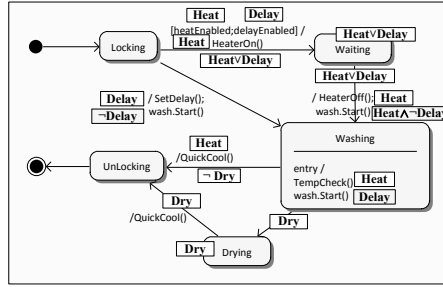 Heat Delay
[heatEnabled;delayEnabled] /
Locking Heat HeaterOn() Heat∨Delay Waiting
Heat∨Delay
Heat∨Delay
Delay / SetDelay();
¬Delay wash.Start()
/ HeaterOff(); Heat
wash.Start() Heat∧¬Delay
Washing
Heat
/QuickCool()
UnLocking
¬ Dry
entry /
TempCheck() Heat
wash.Start() Delay
Dry
/QuickCool()
Dry
Dry Drying